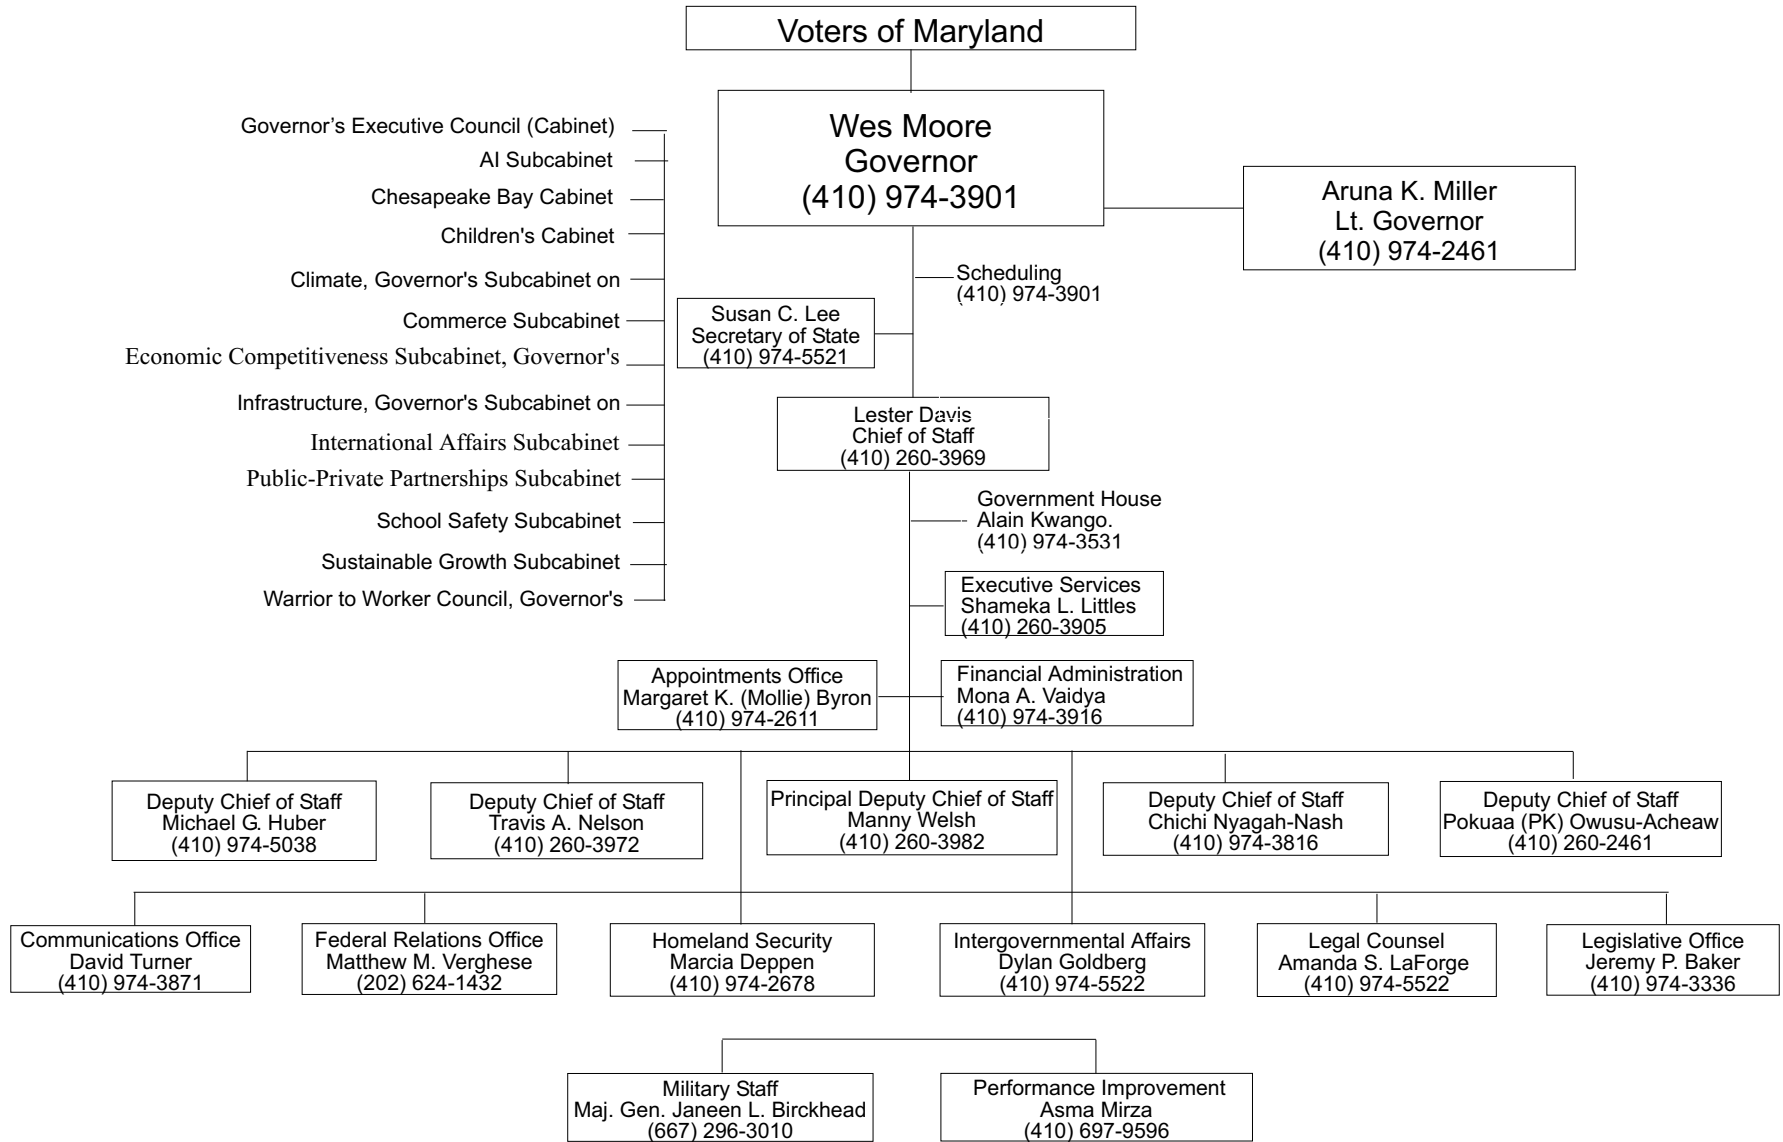 Voters of Maryland
Wes Moore
Governor
(410) 974-3901
Aruna K. Miller
Lt. Governor
(410) 974-2461
Governor’s Executive Council (Cabinet)
AI Subcabinet
Chesapeake Bay Cabinet
Children's Cabinet
Climate, Governor's Subcabinet on
Commerce Subcabinet
Economic Competitiveness Subcabinet, Governor's
Infrastructure, Governor's Subcabinet on
International Affairs Subcabinet
Public-Private Partnerships Subcabinet
School Safety Subcabinet
Sustainable Growth Subcabinet
Warrior to Worker Council, Governor's
Scheduling
(410) 974-3901
Susan C. Lee
Secretary of State
(410) 974-5521
Lester Davis
Chief of Staff
(410) 260-3969
Government House
Alain Kwango.
(410) 974-3531
Executive Services
Shameka L. Littles
(410) 260-3905
Appointments Office
Margaret K. (Mollie) Byron
(410) 974-2611
Financial Administration
Mona A. Vaidya
(410) 974-3916
Deputy Chief of Staff
Michael G. Huber
(410) 974-5038
Deputy Chief of Staff
Travis A. Nelson
(410) 260-3972
Principal Deputy Chief of Staff
Manny Welsh
(410) 260-3982
Deputy Chief of Staff
Chichi Nyagah-Nash
(410) 974-3816
Deputy Chief of Staff
Pokuaa (PK) Owusu-Acheaw
(410) 260-2461
Communications Office
David Turner
(410) 974-3871
Federal Relations Office
Matthew M. Verghese
(202) 624-1432
Homeland Security
Marcia Deppen
(410) 974-2678
Intergovernmental Affairs
Dylan Goldberg
(410) 974-5522
Legal Counsel
Amanda S. LaForge
(410) 974-5522
Legislative Office
Jeremy P. Baker
(410) 974-3336
Military Staff
Maj. Gen. Janeen L. Birckhead
(667) 296-3010
Performance Improvement
Asma Mirza
(410) 697-9596